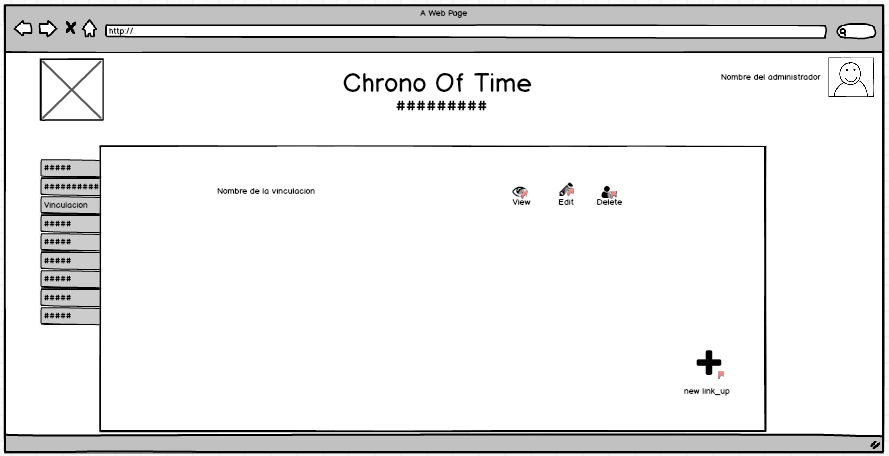 A Web Page
http://
Chrono Of Time
#########
Nombre del administrador
#####
##########
Vinculacion
#####
#####
#####
#####
#####
#####
Nombre de la vinculacion
View
Edit
Delete
new link_up